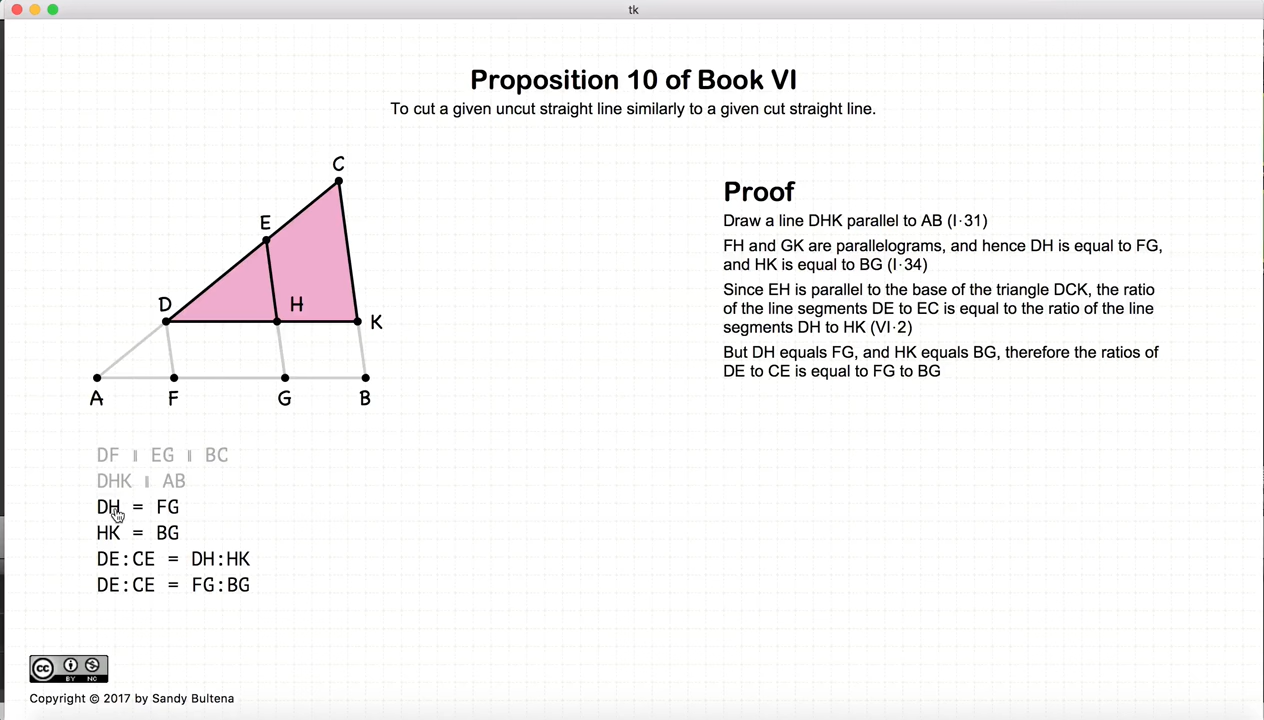 tk
Proposition 10 of Book VI
To cut a given uncut straight line similarly to a given cut straight line.
C
E
D
H
K
A
F
G
B
Proof
Draw a line DHK parallel to AB (I·31)
FH and GK are parallelograms, and hence DH is equal to FG,
and HK is equal to BG (I·34)
Since EH is parallel to the base of the triangle DCK, the ratio
of the line segments DE to EC is equal to the ratio of the line
segments DH to HK (VI·2)
But DH equals FG, and HK equals BG, therefore the ratios of
DE to CE is equal to FG to BG
DF ∥ EG ∥ BC
DHK ∥ AB
DH = FG
HK = BG
DE:CE = DH:HK
DE:CE = FG:BG
cc
BY NC
Copyright © 2017 by Sandy Bultena